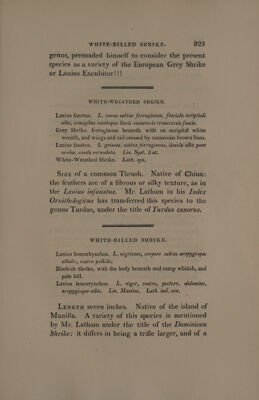 WHITE-BILLED SHRIKE. 323
genus, persuaded himself to consider the present
species as a variety of the European Grey Shrike
or Lanius Excubitor!!!
WHITE-WREATHED SHRIKE.
Lanius faustus. L. canus subtus ferrugineus, fasciola occipitali
alba, remigibus caudaque lineis numerosis transversis fuscis.
Grey Shrike, ferruginous beneath, with an occipital white
wreath, and wings and tail crossed by numerous brown lines.
Lanius faustus. L. griseus, subtus ferrugineus, lineola alba pone
oculos, cauda rotundata. Lin. Syst. Nat.
White-Wreathed Shrike. Lath. syn.
Size of a common Thrush. Native of China:
the feathers are of a fibrous or silky texture, as in
the Lanius infaustus. Mr. Latham in his Index
Ornithologicus has transferred this species to the
genus Turdus, under the title of Turdus canorus.
WHITE-BILLED SHRIKE.
Lanius leucorhynchos. L. nigricans, corpore subtus uropygioque
albidis, rostro pallido.
Blackish Shrike, with the body beneath and rump whitish, and
pale bill.
Lanius leucorynchos. L. niger, rostro, pectore, abdomine,
uropygioque albis. Lin. Mantiss. Lath. ind. orn.
Length seven inches. Native of the island of
Manilla. A variety of this species is mentioned
by Mr. Latham under the title of the Dominican
Shrike: it differs in being a trifle larger, and of a